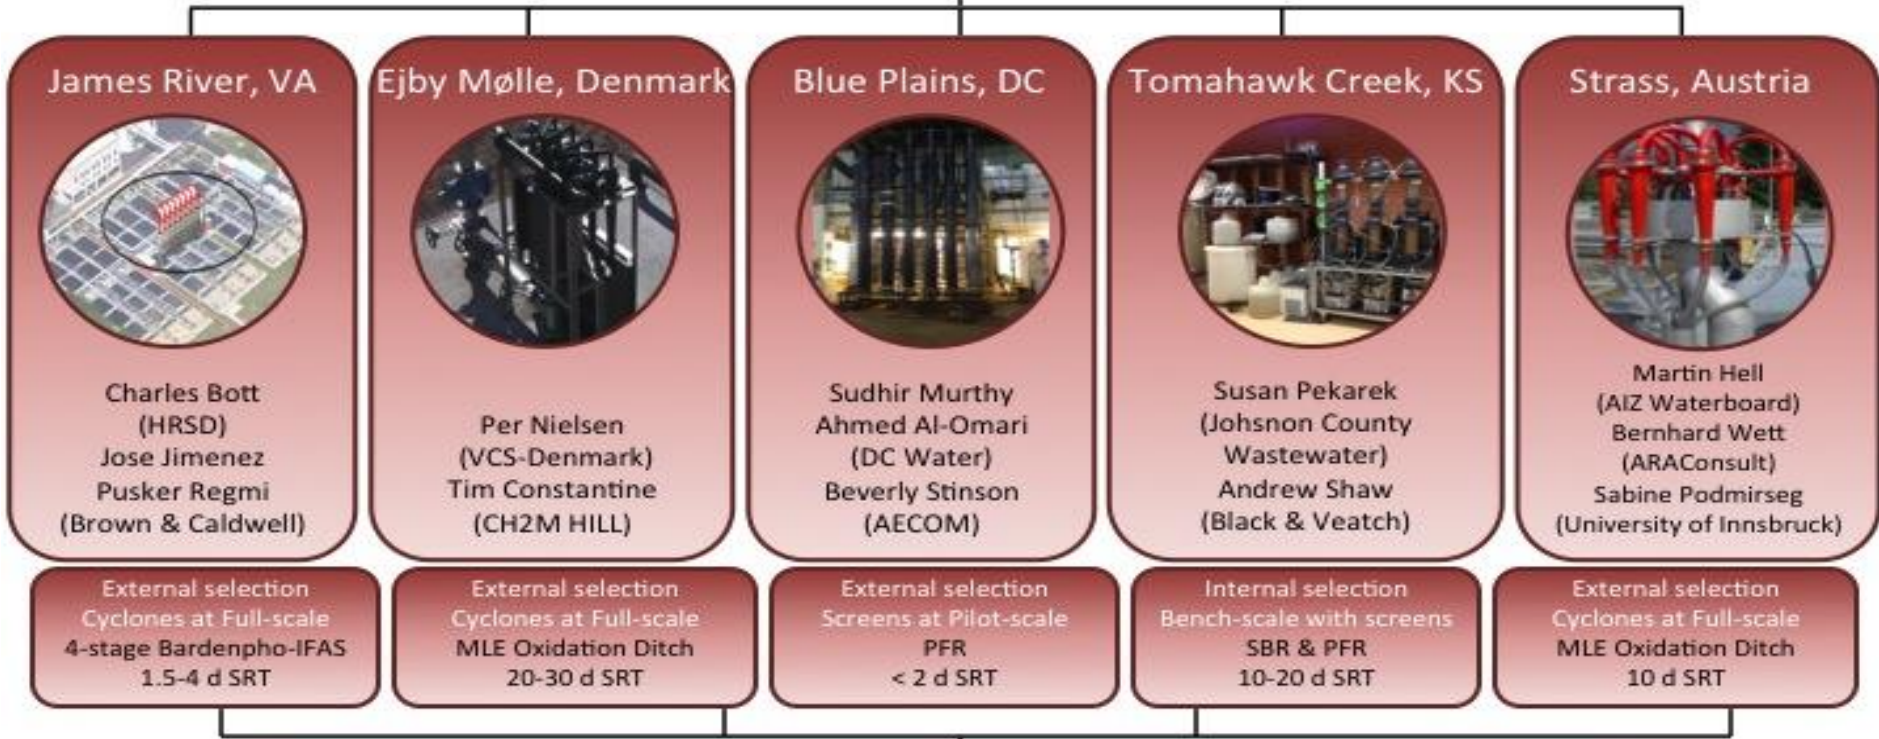 James River, VA
Charles Bott
(HRSD)
Jose Jimenez
Pusker Regmi
(Brown & Caldwell)
External selection
Cyclones at Full-scale
4-stage Bardenpho-IFAS
1.5-4 d SRT
Ejby Mølle, Denmark
Per Nielsen
(VCS-Denmark)
Tim Constantine
(CH2M HILL)
External selection
Cyclones at Full-scale
MLE Oxidation Ditch
20-30 d SRT
Blue Plains, DC
Sudhir Murthy
Ahmed Al-Omari
(DC Water)
Beverly Stinson
(AECOM)
External selection
Screens at Pilot-scale
PFR
< 2 d SRT
Tomahawk Creek, KS
Susan Pekarek
(Johsnon County
Wastewater)
Andrew Shaw
(Black & Veatch)
Internal selection
Bench-scale with screens
SBR & PFR
10-20 d SRT
Strass, Austria
Martin Hell
(AIZ Waterboard)
Bernhard Wett
(ARAConsult)
Sabine Podmirseg
(University of Innsbruck)
External selection
Cyclones at Full-scale
MLE Oxidation Ditch
10 d SRT